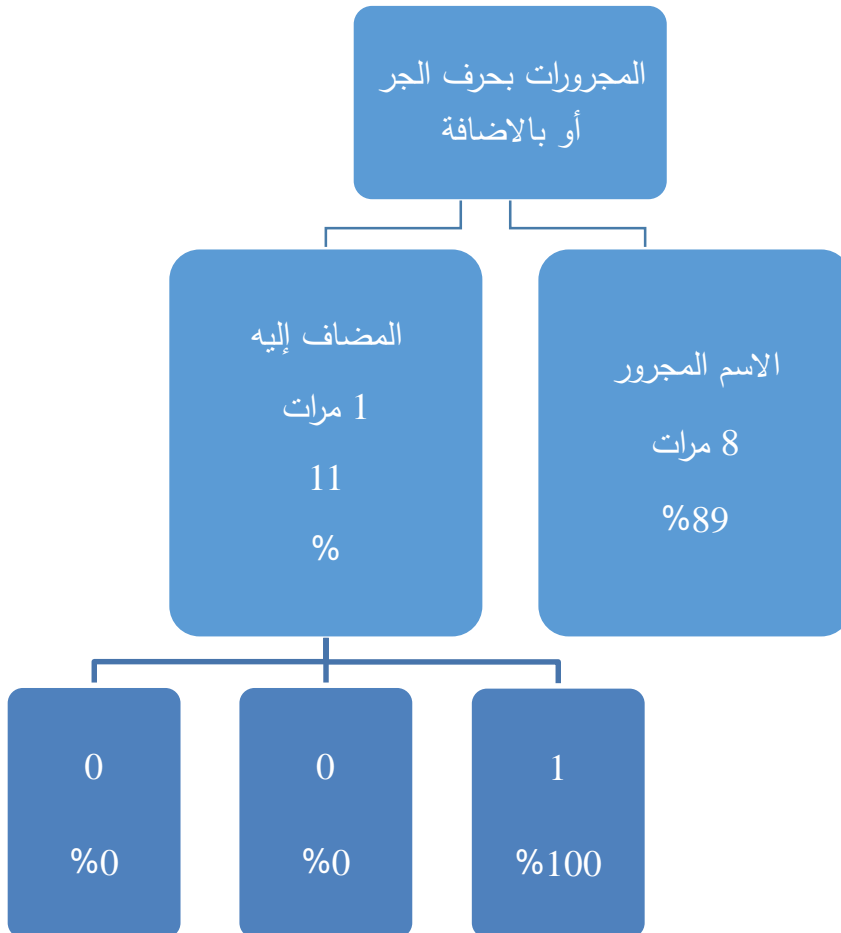 المجرورات بحرف الجر
أو بالاضافة
الاسم المجرور
8 مرات
%89
المضاف إليه
1 مرات
11
%
1
%100
0
%0
0
%0